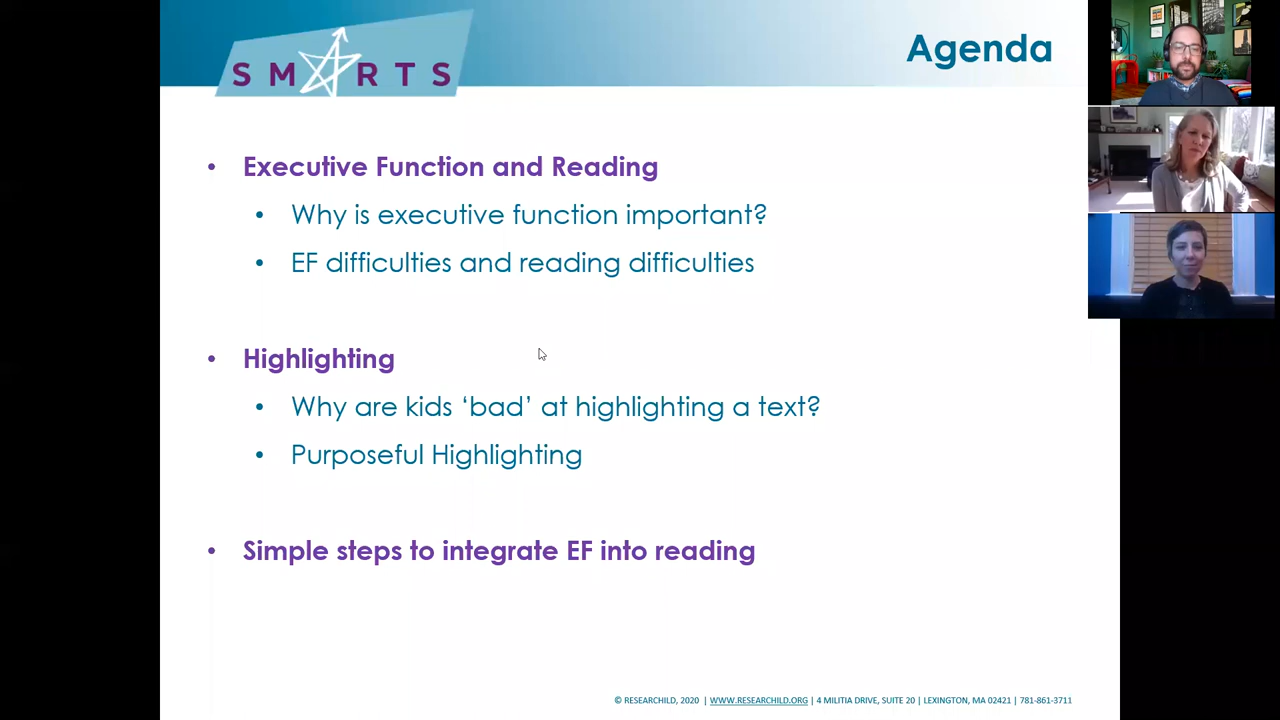 SMARTS
Agenda
• Executive Function and Reading
• Why is executive function important?
• EF difficulties and reading difficulties
• Highlighting
• Why are kids ‘bad’ at highlighting a text?
• Purposeful Highlighting
• Simple steps to integrate EF into reading
© RESEARCHILD, 2020 | WWW.RESEARCHILD.ORG | 4 MILITIA DRIVE, SUITE 20 | LEXINGTON, MA 02421 | 781-861-3711